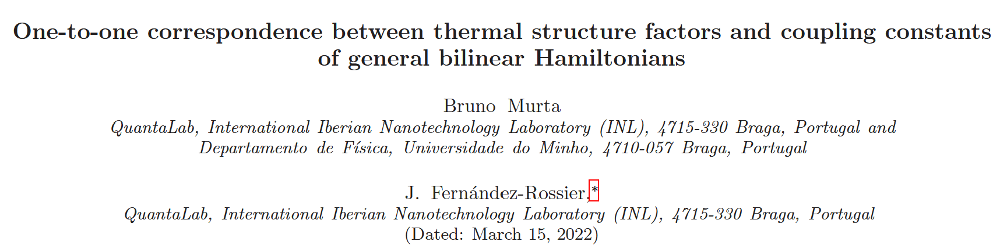 One-to-one correspondence between thermal structure factors and coupling constants
of general bilinear Hamiltonians
Bruno Murta
QuantaLab, International Iberian Nanotechnology Laboratory (INL), 4715-330 Braga, Portugal and
Departamento de Física, Universidade do Minho, 4710-057 Braga, Portugal
J. Fernández-Rossier,*
QuantaLab, International Iberian Nanotechnology Laboratory (INL), 4715-330 Braga, Portugal
(Dated: March 15, 2022)